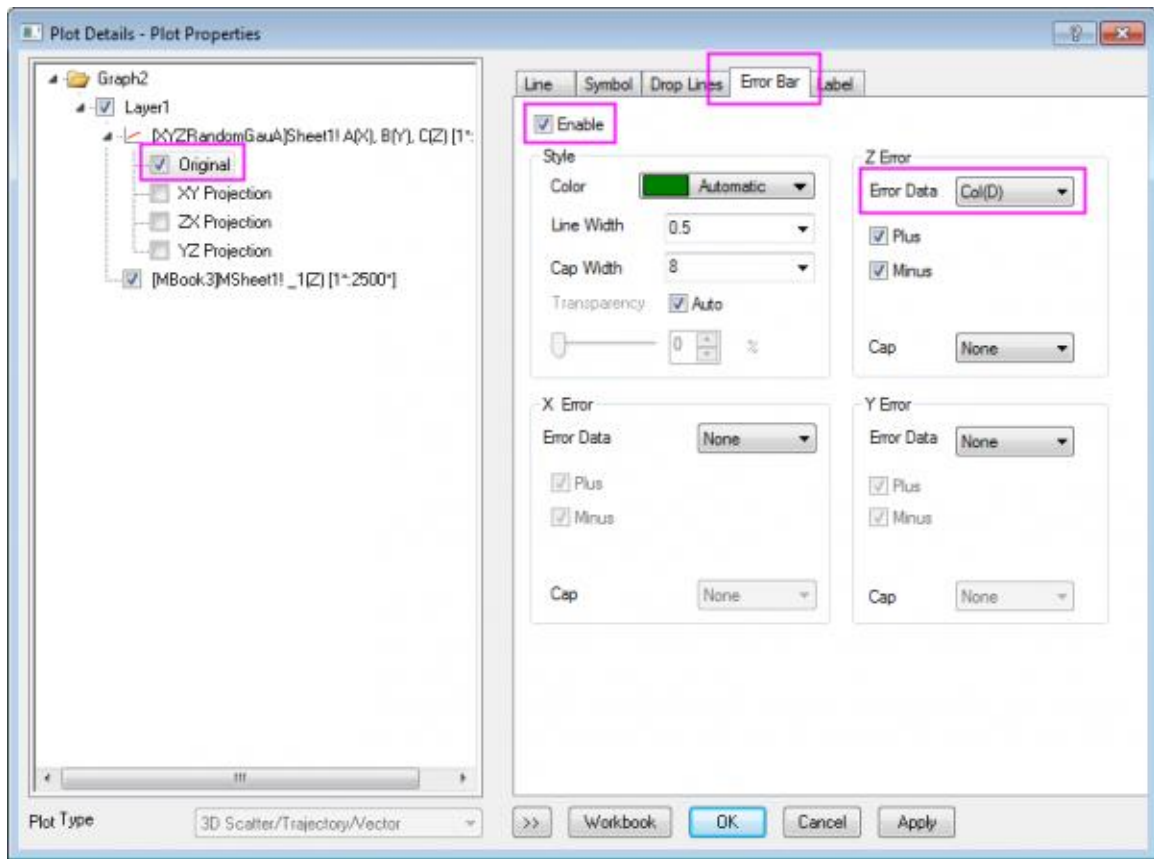 Plot Details - Plot Properties
Graph2
Layer1
[XYZRandomGauA]Sheet1! A(X), B(Y), C(Z) [1*:
Original
XY Projection
ZX Projection
YZ Projection
[MBook3]MSheet1! _1(Z) [1*:2500*]
Line Symbol Drop Lines Error Bar Label
Enable
Style
Color Automatic
Line Width 0.5
Cap Width 8
Transparency Auto
0 %
Z Error
Error Data Col(D)
Plus
Minus
Cap None
X Error
Error Data None
Plus
Minus
Cap None
Y Error
Error Data None
Plus
Minus
Cap None
Plot Type 3D Scatter/Trajectory/Vector
>> Workbook OK Cancel Apply